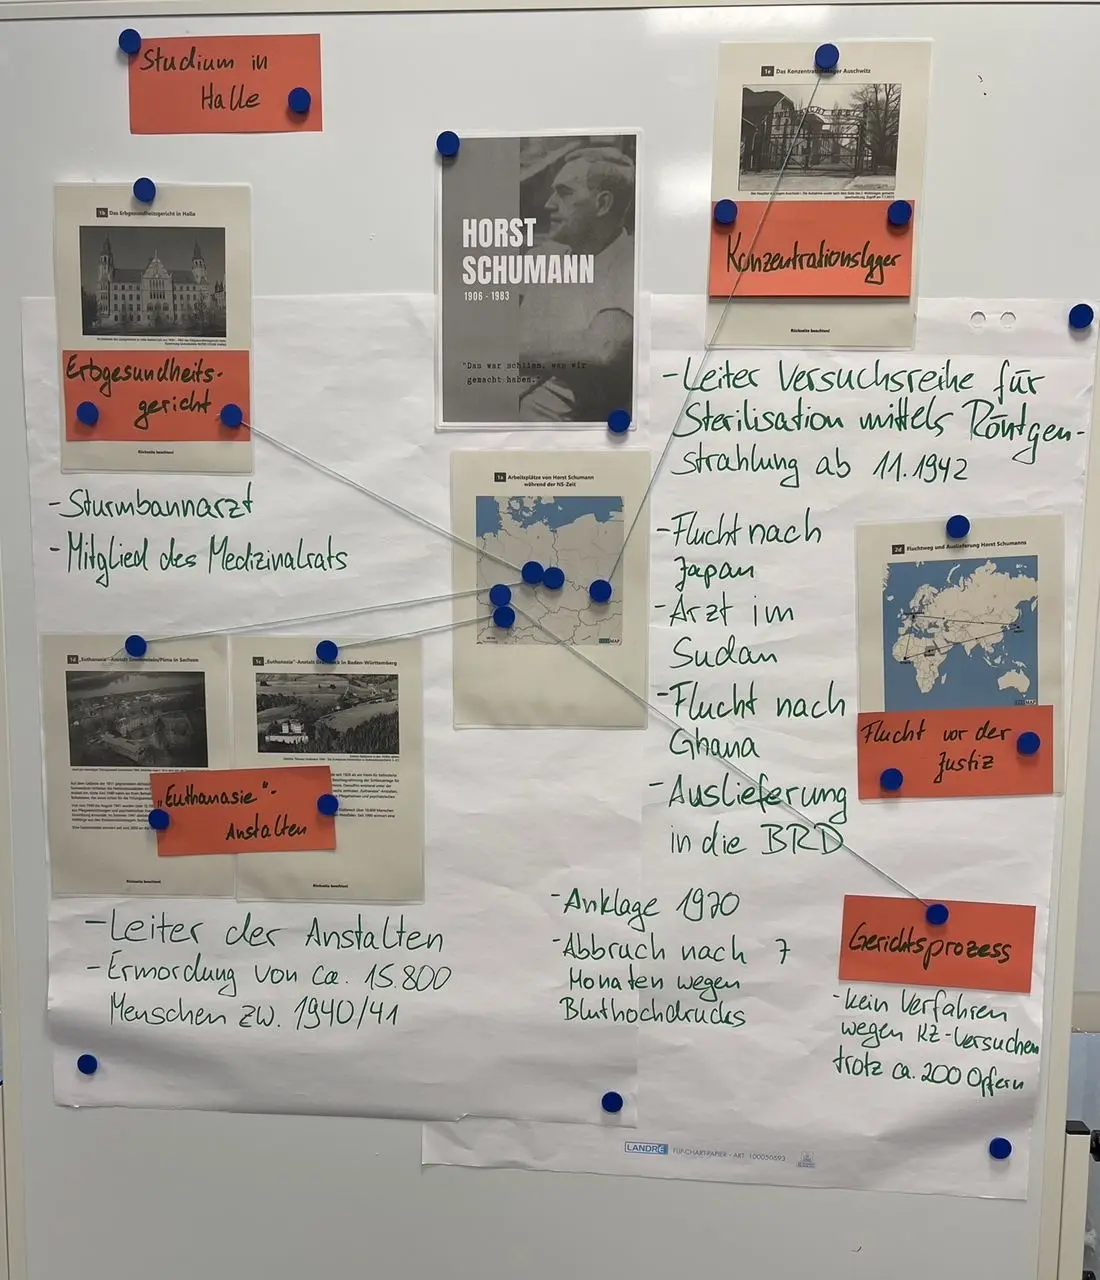 Studium in
Halle
1b Das Erbgesundheitsgericht in Halle
Erbgesundheits-
gericht
Rückseite beachten!
- Sturmbannarzt
- Mitglied des Medizinalrats
HORST
SCHUMANN
1906 - 1983
"Das war schlimm, was wir
gemacht haben."
1a Arbeitsplätze von Horst Schumann
während der NS-Zeit
1e Das Konzentrationslager Auschwitz
Konzentrationslager
Rückseite beachten!
- Leiter Versuchsreihe für
Sterilisation mittels Röntgen-
strahlung ab 11.1942
- Flucht nach
Japan
- Arzt im
Sudan
- Flucht nach
Ghana
- Auslieferung
in die BRD
2d Fluchtweg und Auslieferung Horst Schumanns
Flucht vor der
Justiz
1d „Euthanasie“-Anstalt Sonnenstein/Pirna in Sachsen
1c „Euthanasie“-Anstalt Grafeneck in Baden-Württemberg
„Euthanasie“-
Anstalten
Rückseite beachten!
Rückseite beachten!
- Leiter der Anstalten
- Ermordung von ca. 15.800
Menschen zw. 1940/41
- Anklage 1970
- Abbruch nach 7
Monaten wegen
Bluthochdrucks
Gerichtsprozess
- kein Verfahren
wegen KZ-Versuchen
trotz ca. 200 Opfern
LANDRÉ FLIP-CHART-PAPIER - ART. 100050593